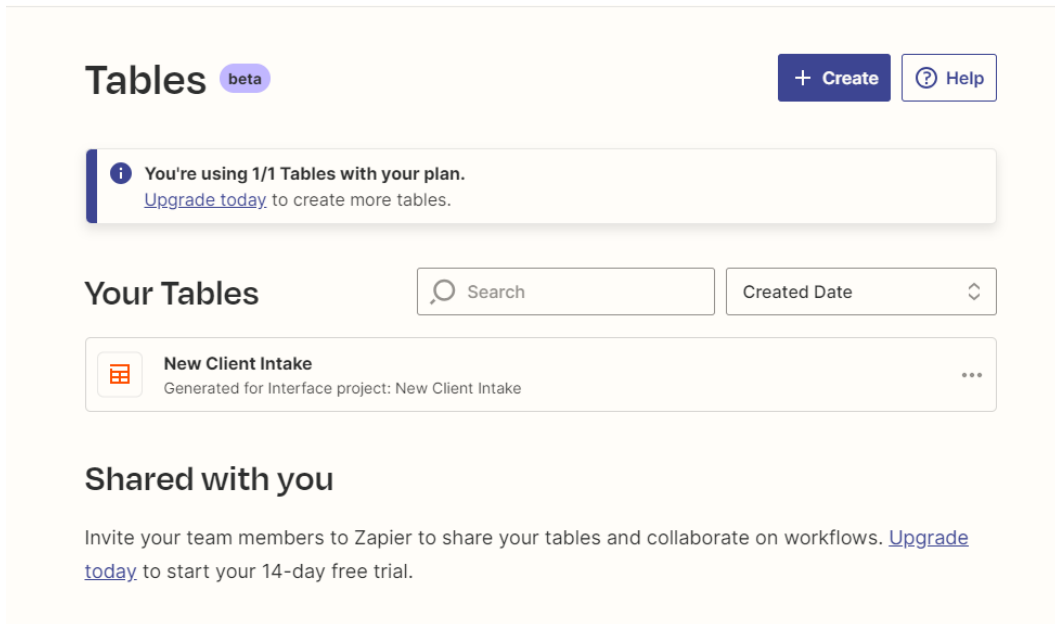 Tables beta
+ Create
Help
You're using 1/1 Tables with your plan.
Upgrade today to create more tables.
Your Tables
Search
Created Date
New Client Intake
Generated for Interface project: New Client Intake
Shared with you
Invite your team members to Zapier to share your tables and collaborate on workflows. Upgrade
today to start your 14-day free trial.